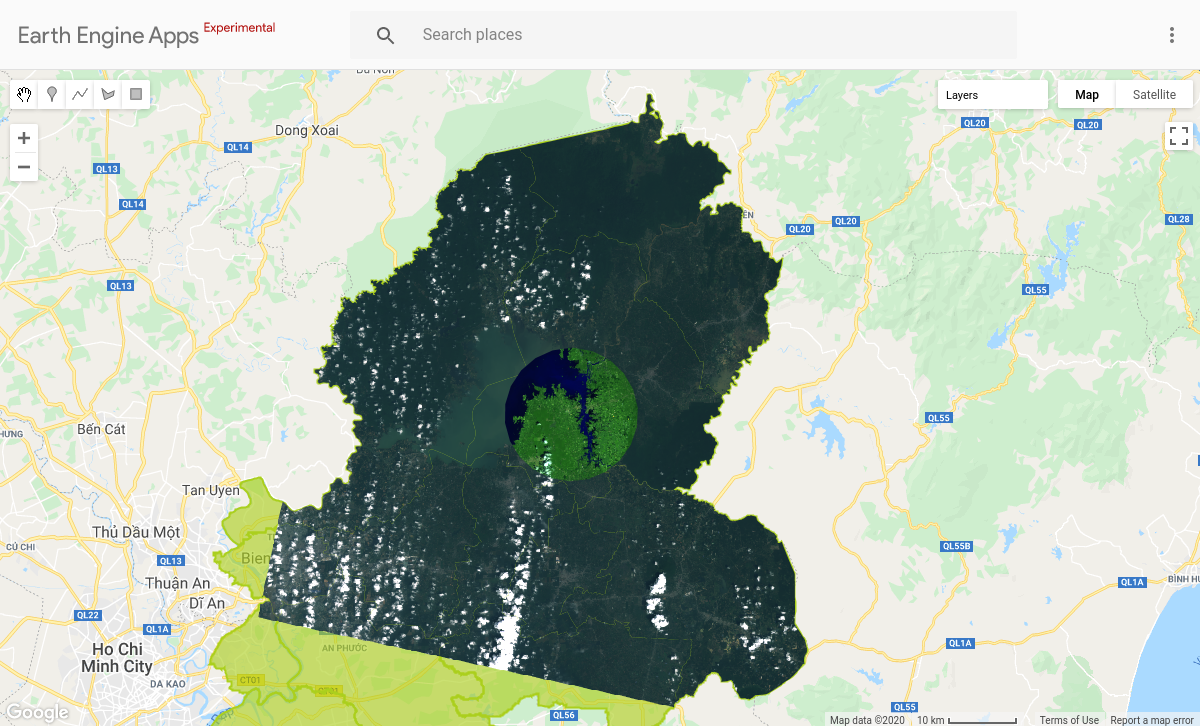 Earth Engine Apps Experimental
Search places
Layers
Map
Satellite
QL20
QL20
Dong Xoai
QL14
QL13
QL14
QL20
QL20
QL28
QL13
QL55
QL55
Bến Cát
Tan Uyen
Thủ Dầu Một
CỦ CHI
QL13
Bien
QL55B
Thuận An
QL1A
Dĩ An
QL22
QL1A
QL1A
Ho Chi
Minh City
AN PHƯỚC
DA KAO
CT01
CT01
QL56
QL55
Google
Map data ©2020
10 km
Terms of Use
Report a map error